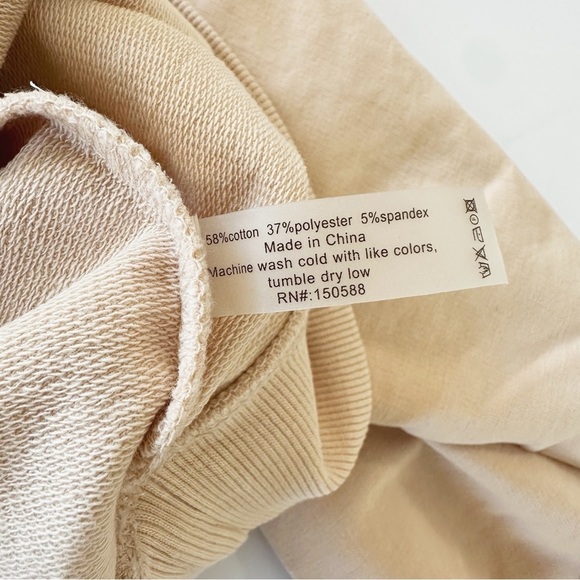 58%cotton 37%polyester 5%spandex
Made in China
Machine wash cold with like colors,
tumble dry low
RN#:150588